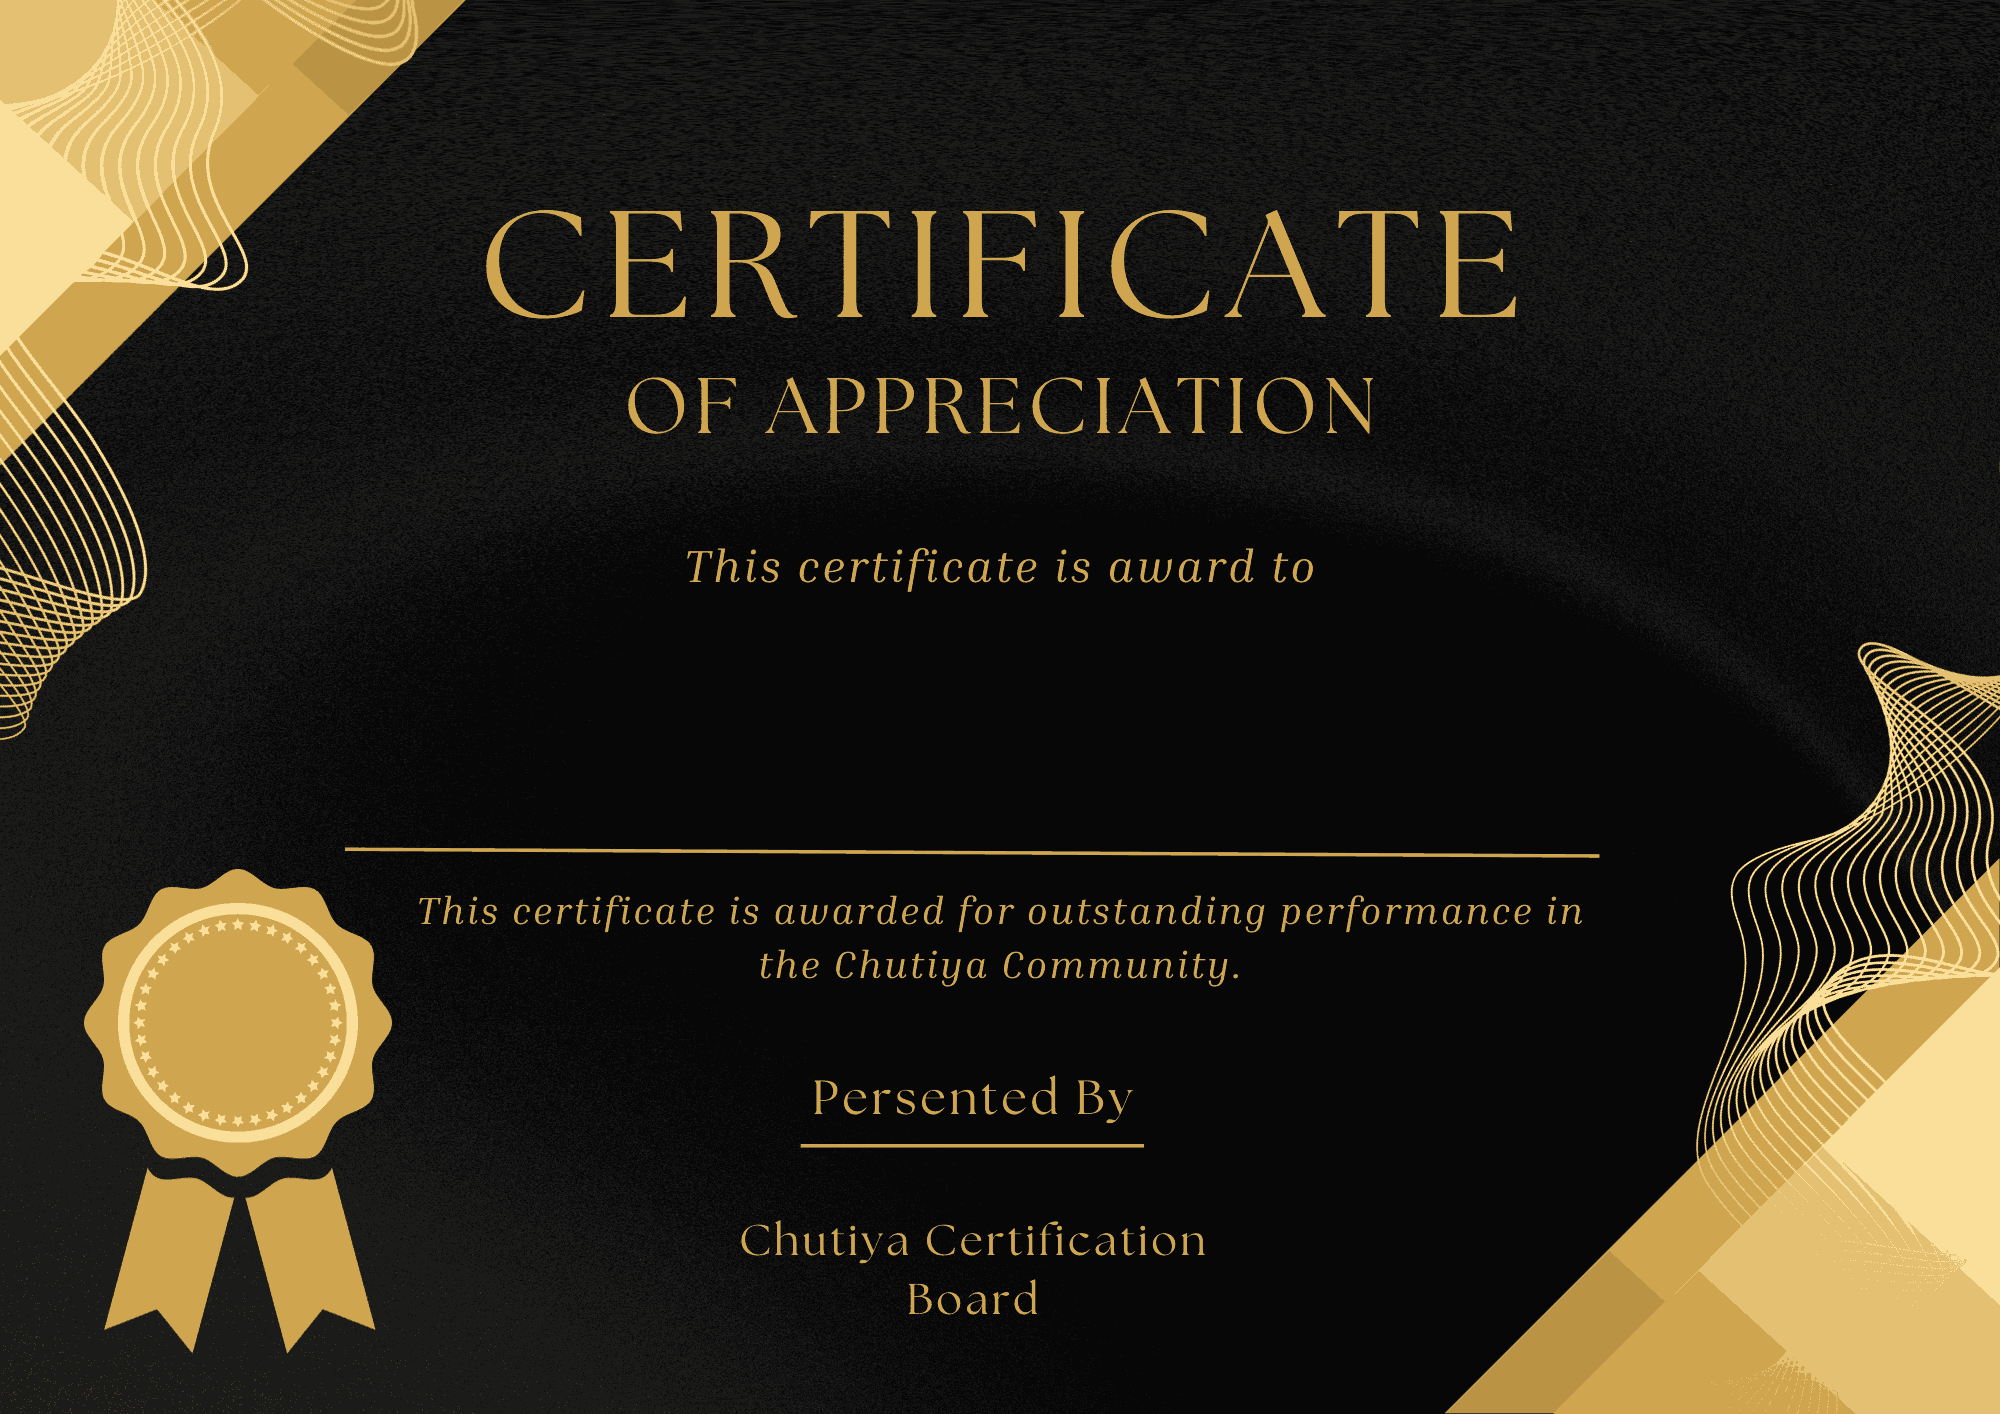 CERTIFICATE
OF APPRECIATION
This certificate is award to
This certificate is awarded for outstanding performance in
the Chutiya Community.
Persented By
Chutiya Certification
Board